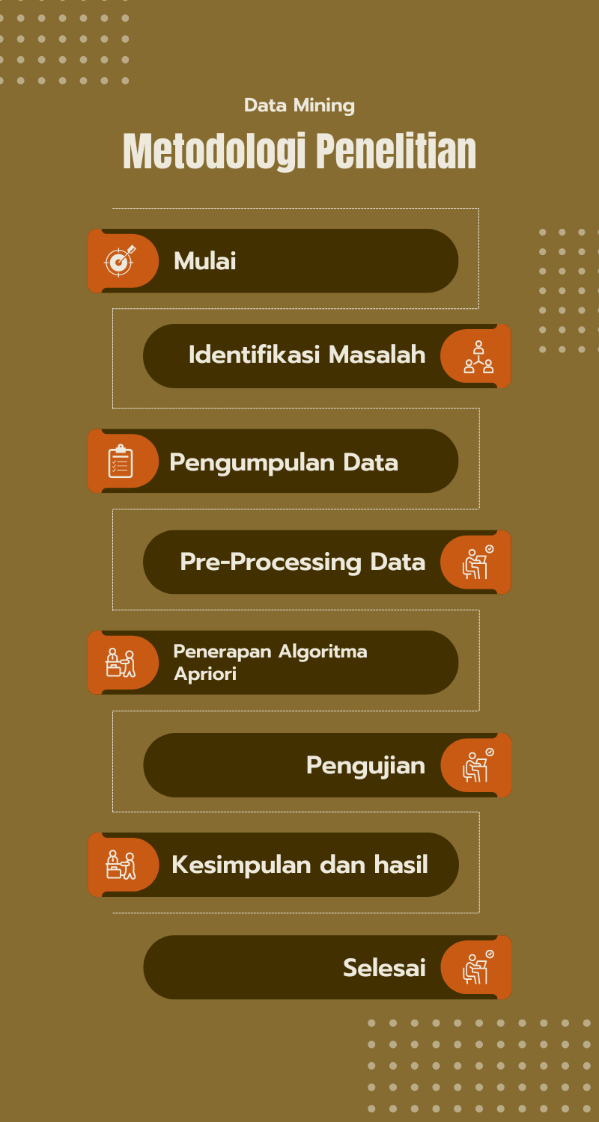 Data Mining
Metodologi Penelitian
Mulai
Identifikasi Masalah
Pengumpulan Data
Pre-Processing Data
Penerapan Algoritma
Apriori
Pengujian
Kesimpulan dan hasil
Selesai